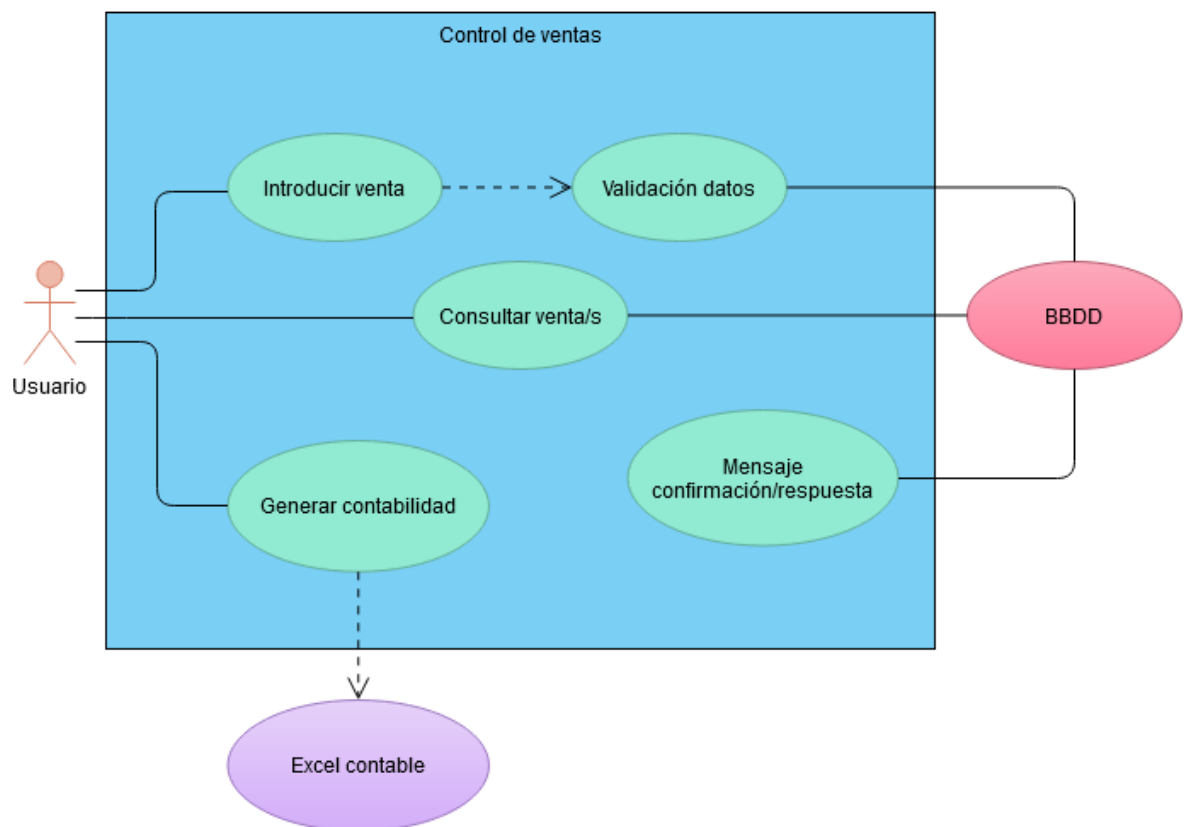 Control de ventas
Introducir venta
Validación datos
Consultar venta/s
BBDD
Usuario
Mensaje
confirmación/respuesta
Generar contabilidad
Excel contable